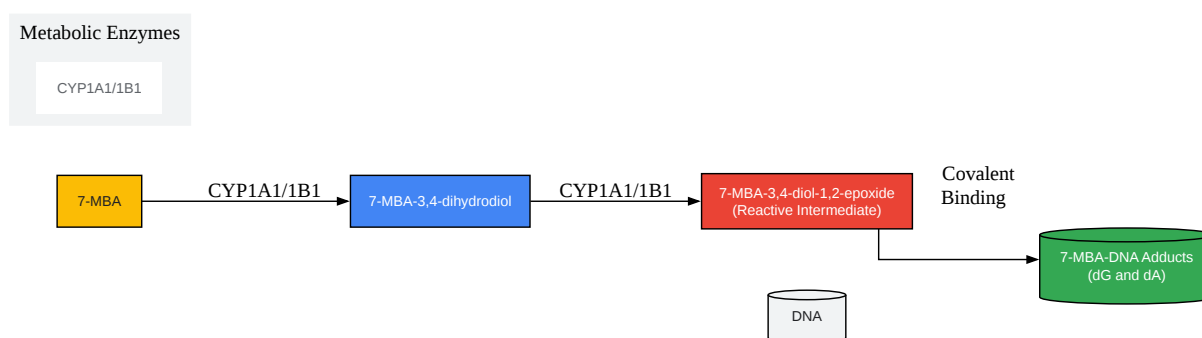 Metabolic Enzymes
CYP1A1/1B1
7-MBA
CYP1A1/1B1
7-MBA-3,4-dihydrodiol
CYP1A1/1B1
7-MBA-3,4-diol-1,2-epoxide
(Reactive Intermediate)
Covalent
Binding
7-MBA-DNA Adducts
(dG and dA)
DNA